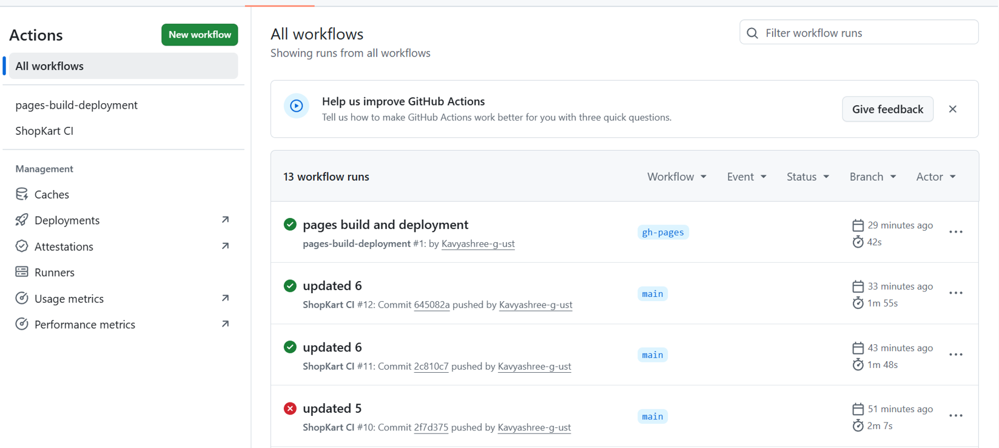 Actions
New workflow
All workflows
pages-build-deployment
ShopKart CI
Management
Caches
Deployments
Attestations
Runners
Usage metrics
Performance metrics
All workflows
Showing runs from all workflows
Filter workflow runs
Help us improve GitHub Actions
Tell us how to make GitHub Actions work better for you with three quick questions.
Give feedback
13 workflow runs
Workflow
Event
Status
Branch
Actor
pages build and deployment
pages-build-deployment #1: by Kavyashree-g-ust
gh-pages
29 minutes ago
42s
updated 6
ShopKart CI #12: Commit 645082a pushed by Kavyashree-g-ust
main
33 minutes ago
1m 55s
updated 6
ShopKart CI #11: Commit 2c810c7 pushed by Kavyashree-g-ust
main
43 minutes ago
1m 48s
updated 5
ShopKart CI #10: Commit 2f7d375 pushed by Kavyashree-g-ust
main
51 minutes ago
2m 7s